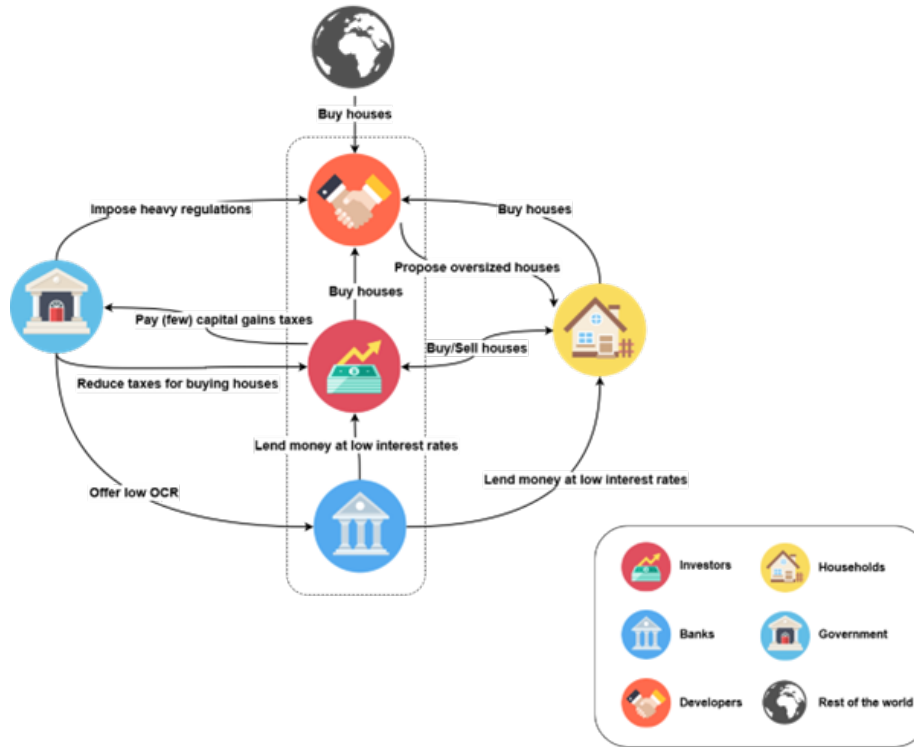 Buy houses
Impose heavy regulations
Buy houses
Propose oversized houses
Buy houses
Pay (few) capital gains taxes
Buy/Sell houses
Reduce taxes for buying houses
Lend money at low interest rates
Lend money at low interest rates
Offer low OCR
Investors
Households
Banks
Government
Developers
Rest of the world